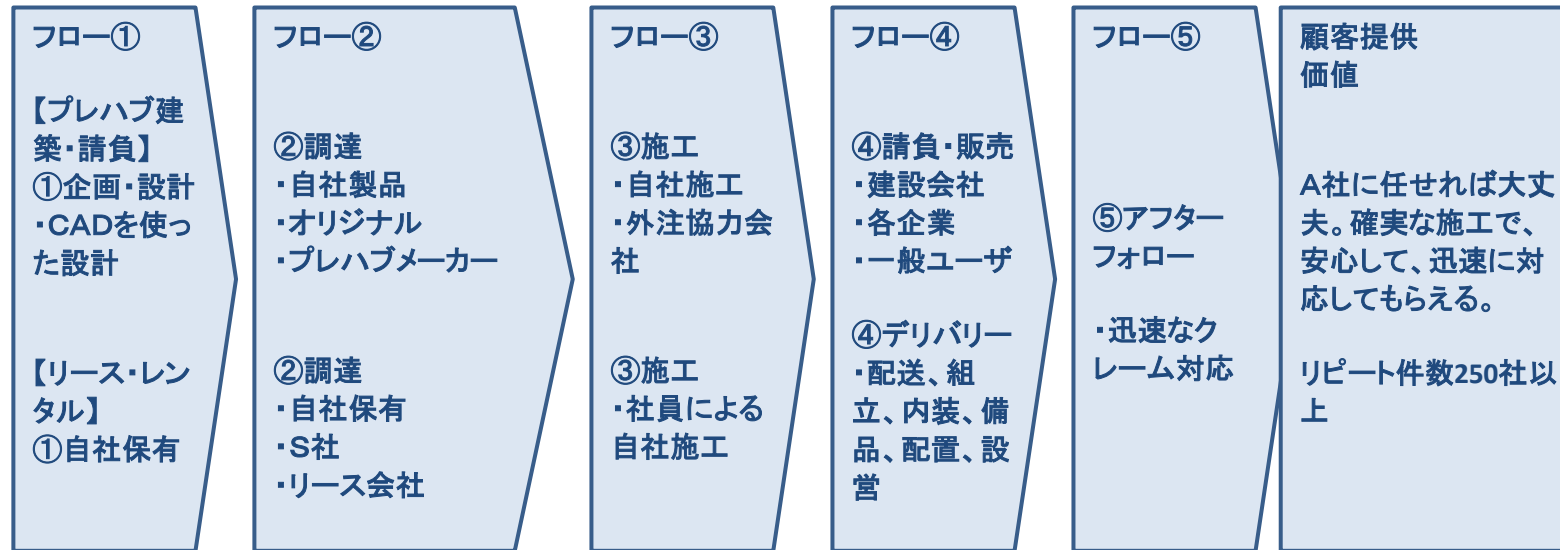 フロー①
【プレハブ建
築・請負】
①企画・設計
・CADを使っ
た設計
【リース・レン
タル】
①自社保有
フロー②
②調達
・自社製品
・オリジナル
・プレハブメーカー
②調達
・自社保有
・S社
・リース会社
フロー③
③施工
・自社施工
・外注協力会
社
③施工
・社員による
自社施工
フロー④
④請負・販売
・建設会社
・各企業
・一般ユーザ
④デリバリー
・配送、組
立、内装、備
品、配置、設
営
フロー⑤
⑤アフター
フォロー
・迅速なク
レーム対応
顧客提供
価値
A社に任せれば大丈
夫。確実な施工で、
安心して、迅速に対
応してもらえる。
リピート件数250社以
上